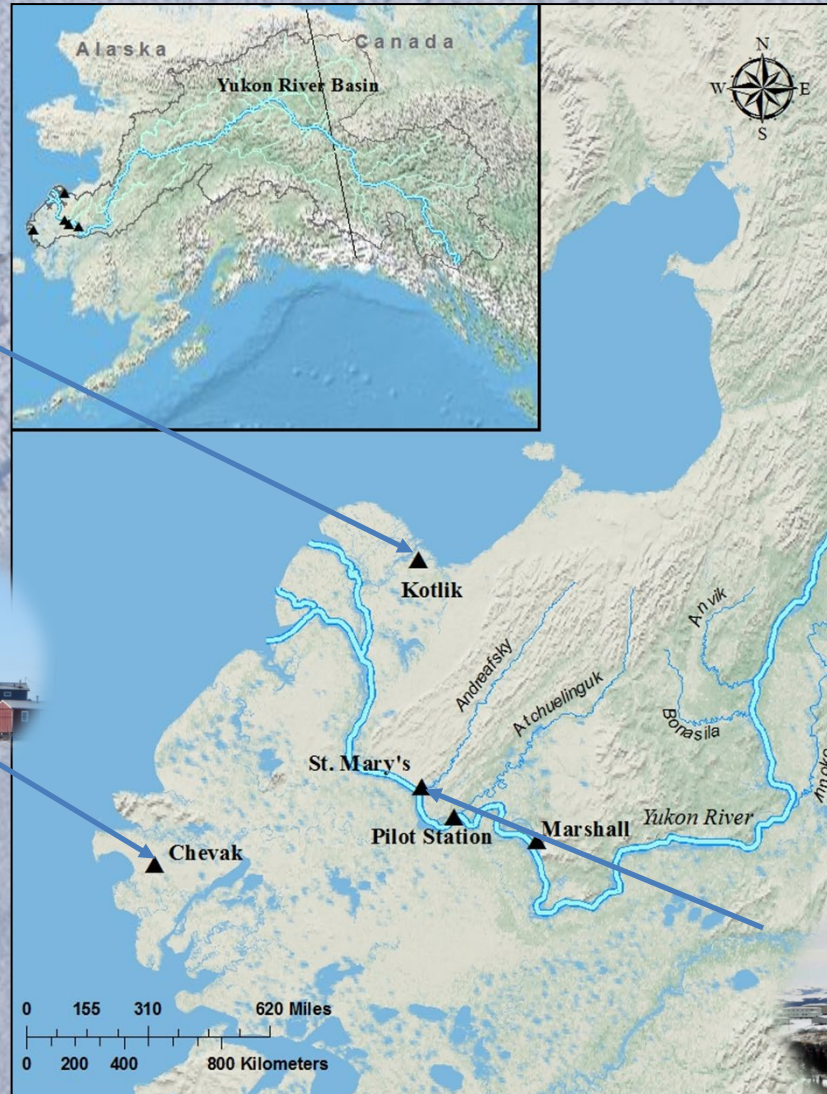 Alaska
Canada
Yukon River Basin
N
W E
S
Kotlik
Andreafsky
Atchuelinguk
Anvik
Bonasila
St. Mary's
Pilot Station
Marshall
Yukon River
Chevak
0 155 310 620 Miles
0 200 400 800 Kilometers